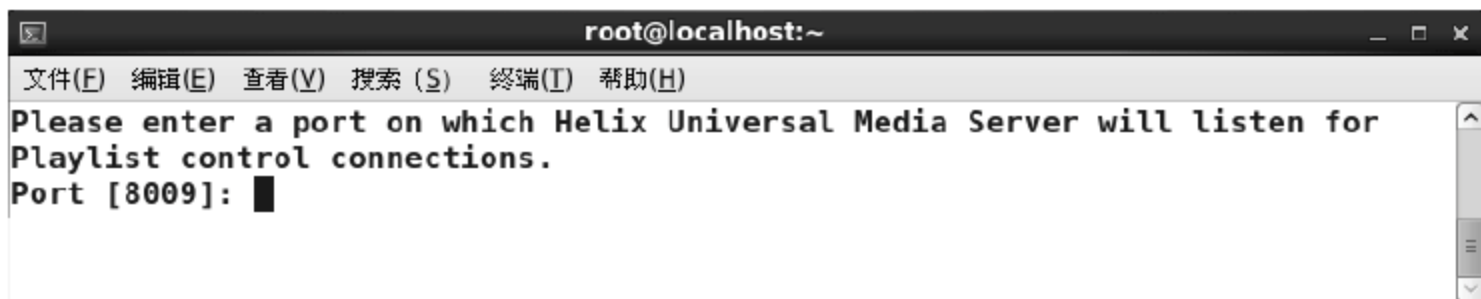 root@localhost:~
文件(F) 编辑(E) 查看(V) 搜索 (S) 终端(T) 帮助(H)
Please enter a port on which Helix Universal Media Server will listen for
Playlist control connections.
Port [8009]: